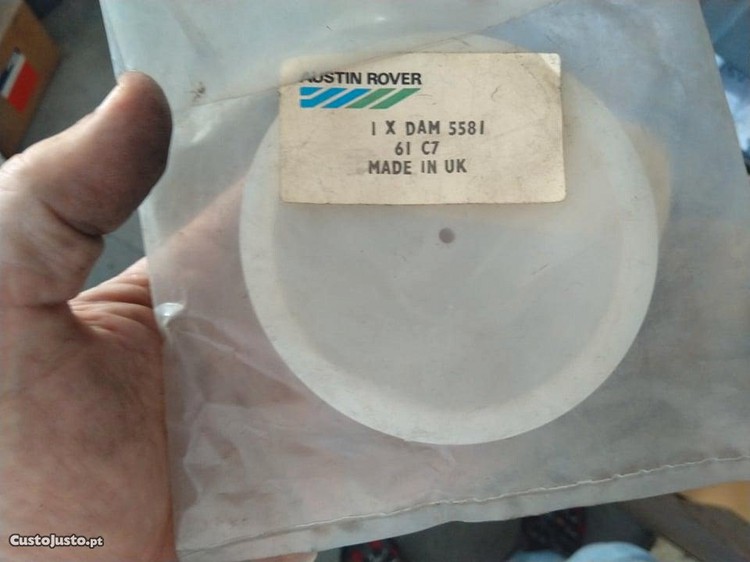 AUSTIN ROVER
1 X DAM 5581
61 C7
MADE IN UK
CustoJusto.pt